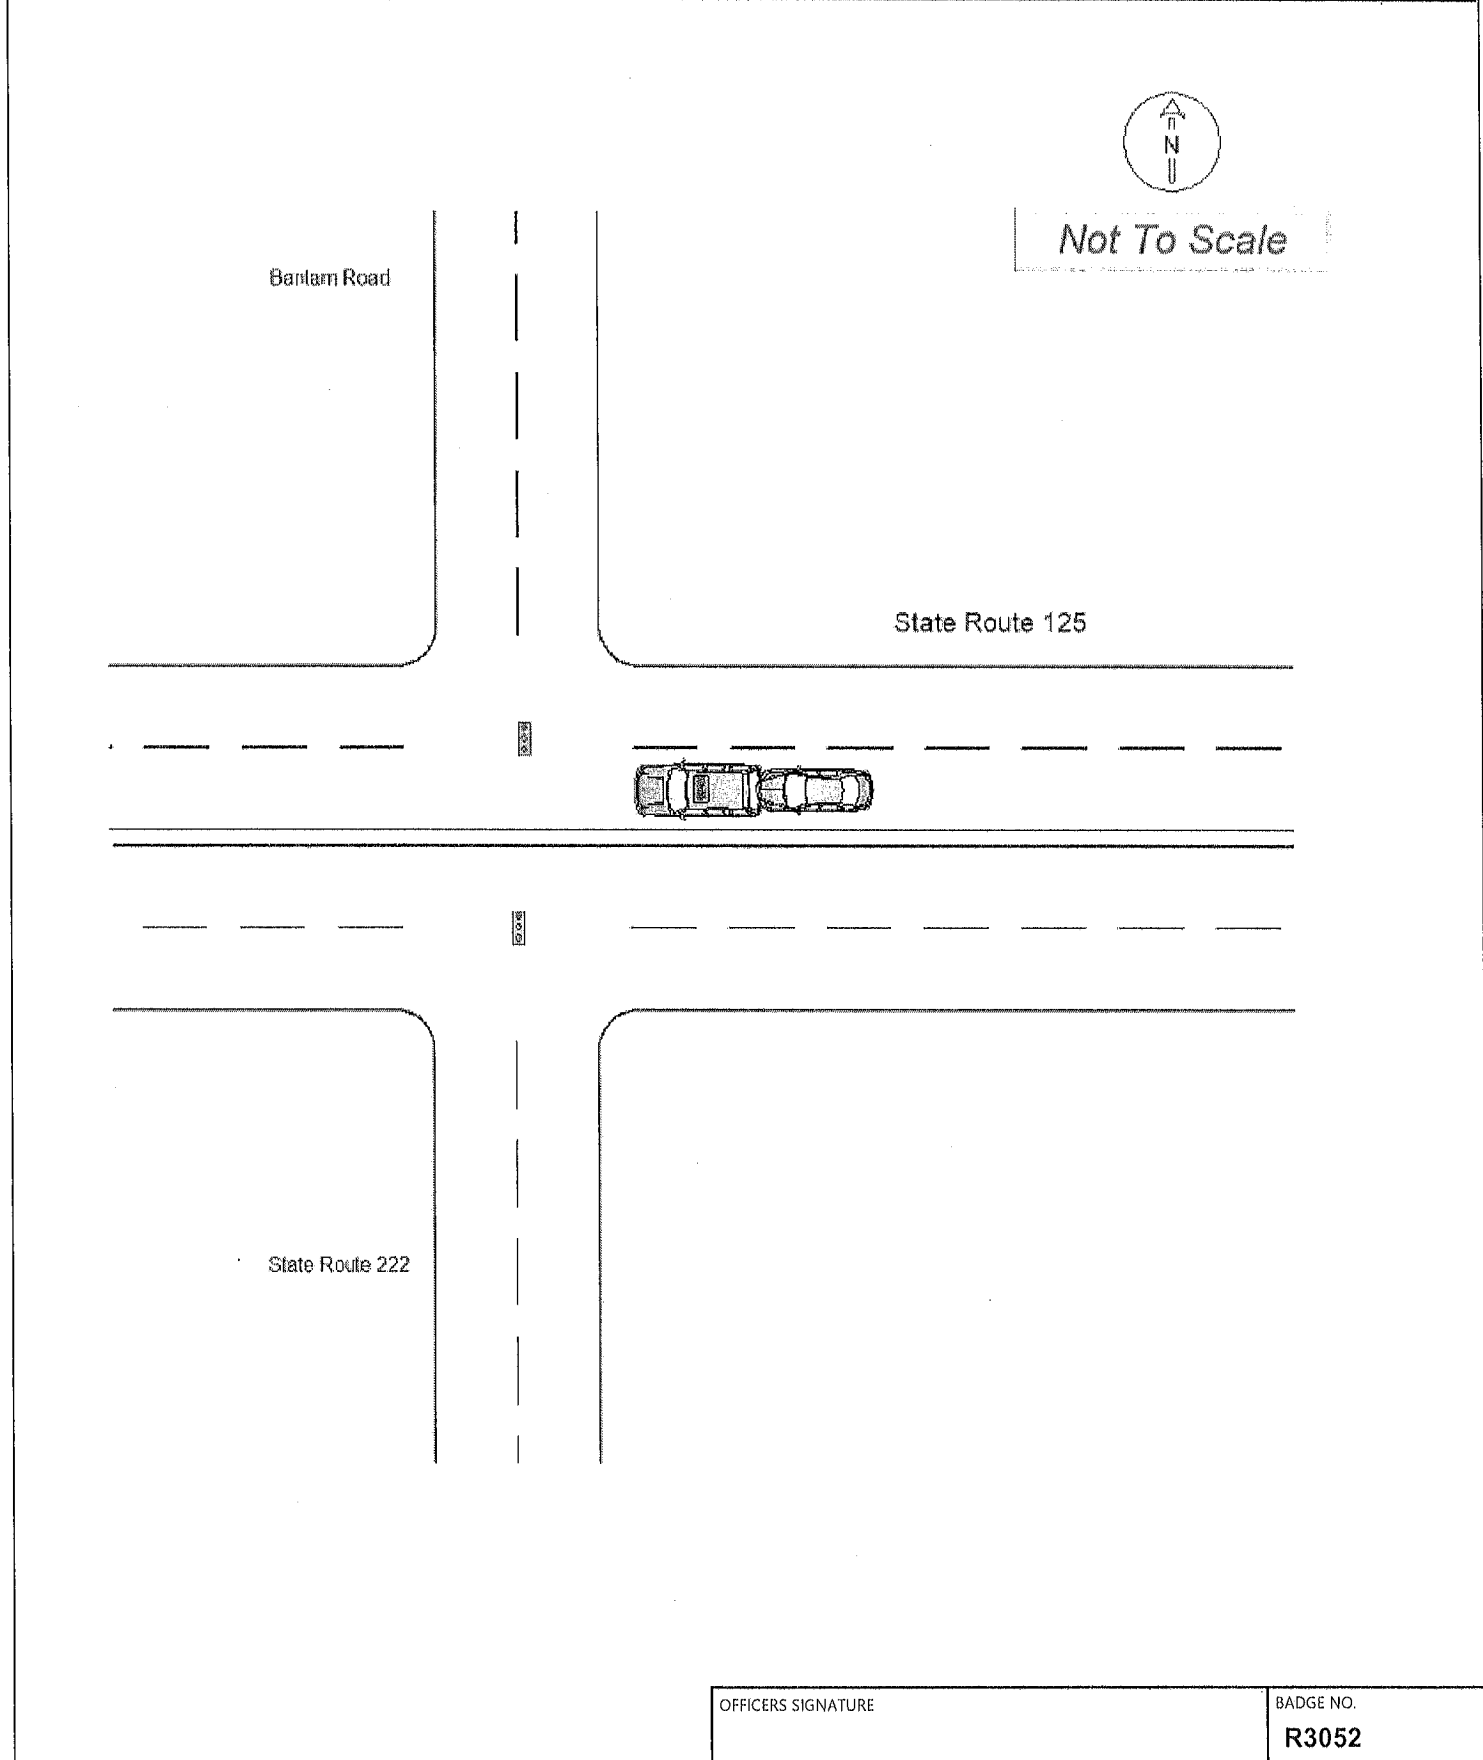 N
Not To Scale
Bantam Road
State Route 125
State Route 222
OFFICERS SIGNATURE
BADGE NO.
R3052